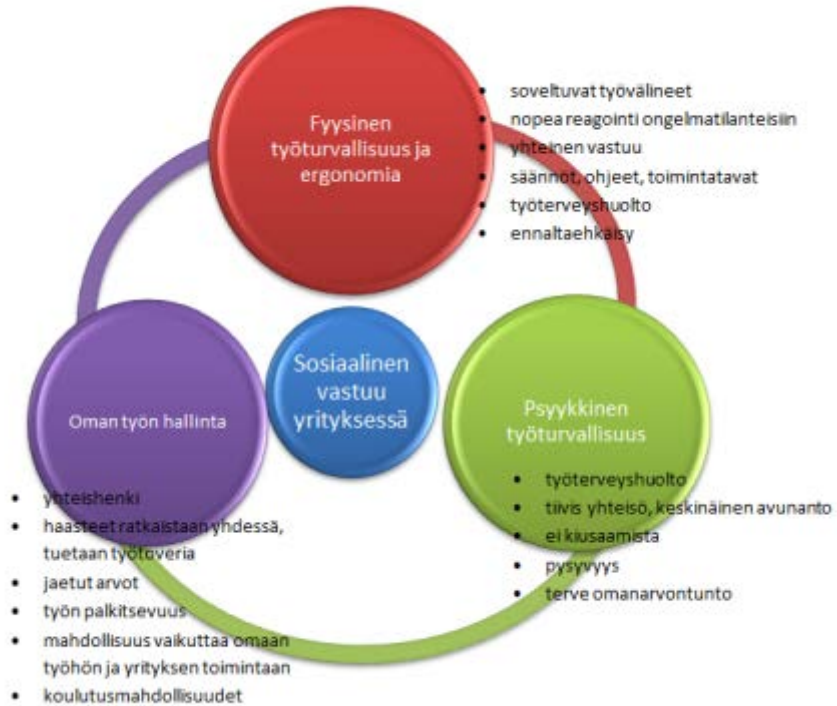 Fyysinen
työturvallisuus ja
ergonomia
• soveltuvat työvälineet
• nopea reagointi ongelmatilanteisiin
• yhteinen vastuu
• säännöt, ohjeet, toimintatavat
• työterveyshuolto
• ennaltaehkäisy
Sosiaalinen
vastuu
yrityksessä
Oman työn hallinta
Psyykkinen
työturvallisuus
• työterveyshuolto
• tiivis yhteisö, keskinäinen avunanto
• ei kiusaamista
• pysyvyys
• terve omanarvontunto
• yhteishenki
• haasteet ratkaistaan yhdessä,
tuetaan työtoveria
• jaetut arvot
• työn palkitsevuus
• mahdollisuus vaikuttaa omaan
työhön ja yrityksen toimintaan
• koulutusmahdollisuudet